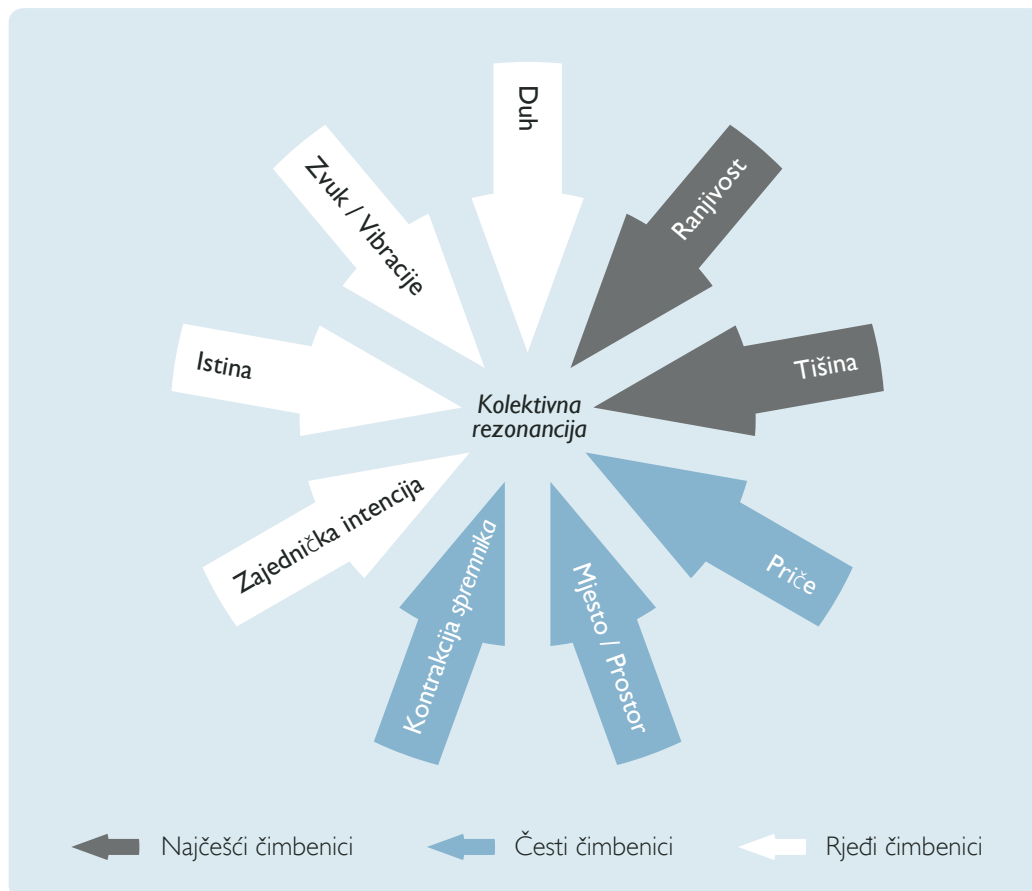 Duh
Ranjivost
Tišina
Priče
Mjesto / Prostor
Kontrakcija spremnika
Zajednička intencija
Istina
Zvuk / Vibracije
Kolektivna
rezonancija
Najčešći čimbenici
Česti čimbenici
Rjeđi čimbenici